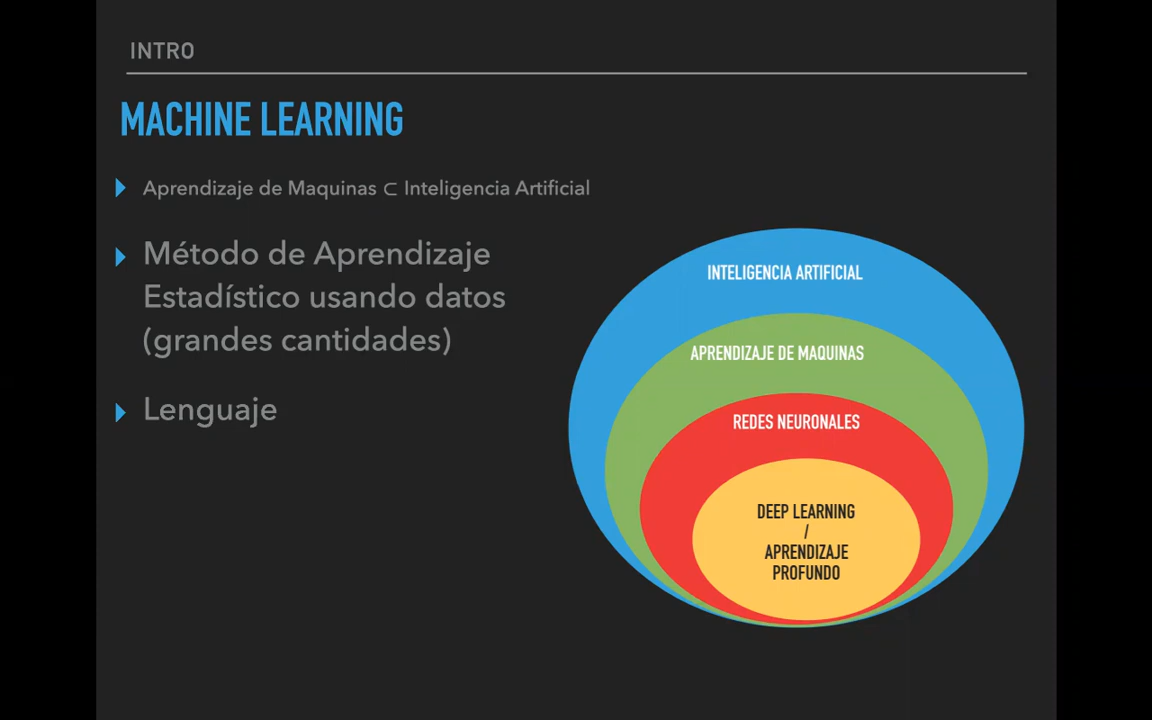 INTRO
MACHINE LEARNING
Aprendizaje de Maquinas ⊂ Inteligencia Artificial
Método de Aprendizaje
Estadístico usando datos
(grandes cantidades)
Lenguaje
INTELIGENCIA ARTIFICIAL
APRENDIZAJE DE MAQUINAS
REDES NEURONALES
DEEP LEARNING
/
APRENDIZAJE
PROFUNDO